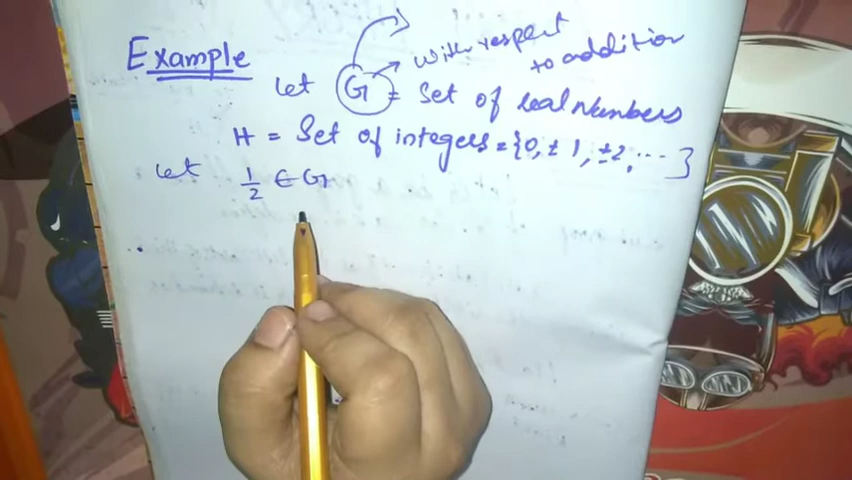 Example
with respect
to addition
Let G = Set of real Numbers
H = Set of integers = {0, ± 1, ±2, ... }
Let 1/2 ∈ G